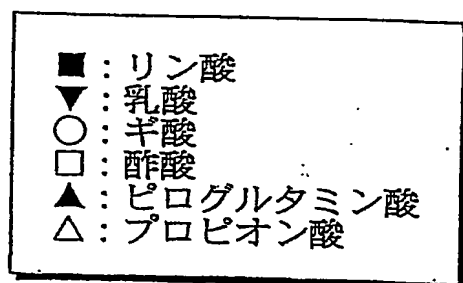 ■：リン酸
▼：乳酸
○：ギ酸
□：酢酸
▲：ピログルタミン酸
△：プロピオン酸